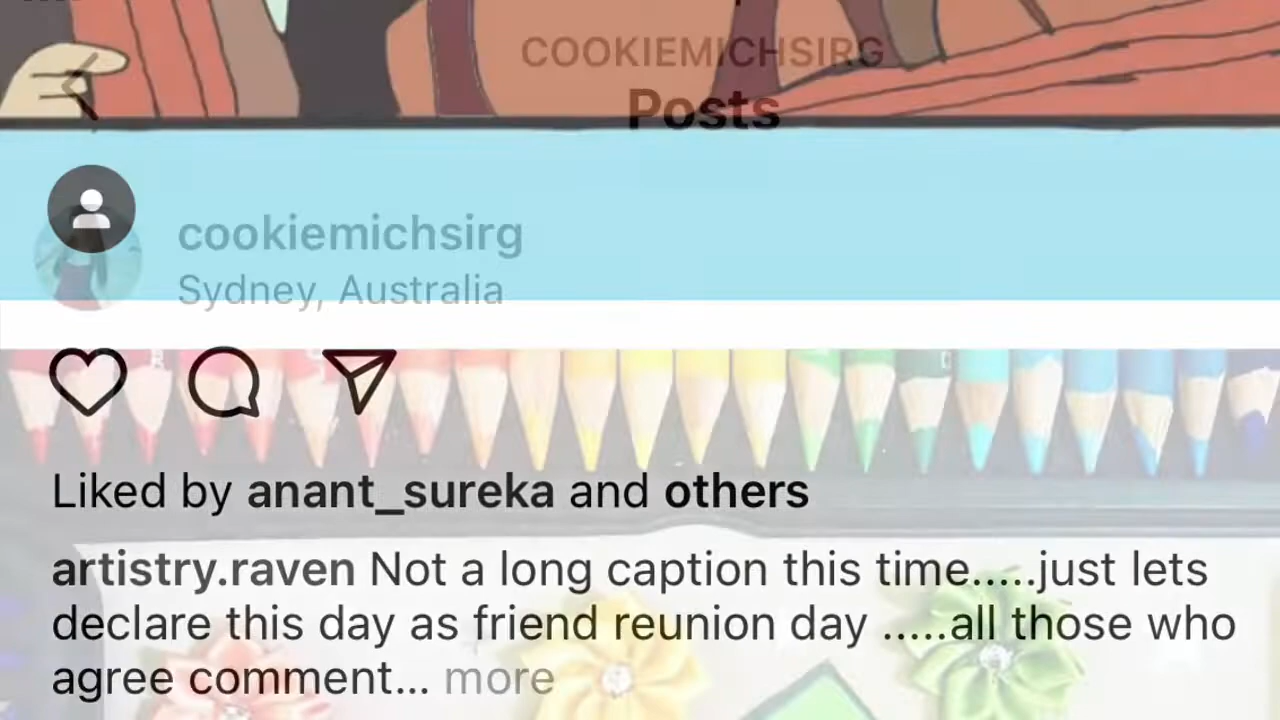 COOKIEMICHSIRG
Posts
cookiemichsirg
Sydney, Australia
Liked by anant_sureka and others
artistry.raven Not a long caption this time.....just lets
declare this day as friend reunion day .....all those who
agree comment... more